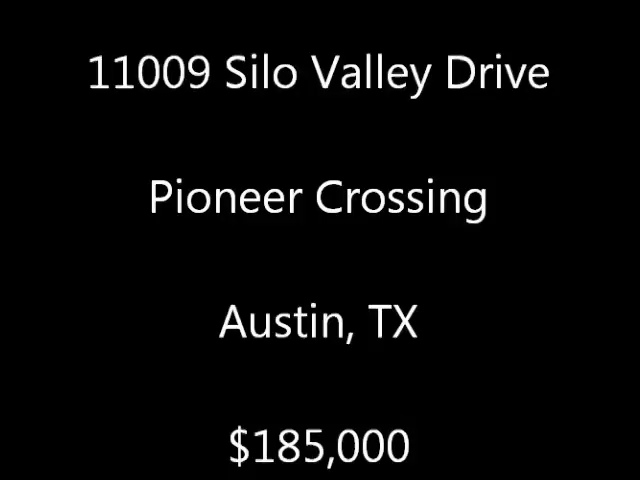 11009 Silo Valley Drive
Pioneer Crossing
Austin, TX
$185,000